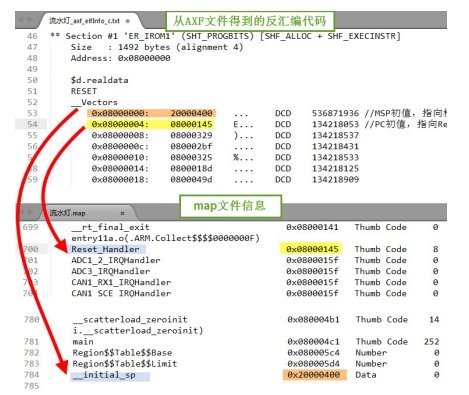 流水灯_axf_elfInfo_c.txt
从AXF文件得到的反汇编代码
46 ** Section #1 'ER_IROM1' (SHT_PROGBITS) [SHF_ALLOC + SHF_EXECINSTR]
47 Size : 1492 bytes (alignment 4)
48 Address: 0x08000000
49
50 $d.realdata
51 RESET
52 __Vectors
53 0x08000000: 20000400 ... DCD 536871936 //MSP初值，指向
54 0x08000004: 08000145 E... DCD 134218053 //PC初值，指向Re
55 0x08000008: 08000329 )... DCD 134218537
56 0x0800000c: 080002bf .... DCD 134218431
57 0x08000010: 08000325 %... DCD 134218533
58 0x08000014: 0800018d .... DCD 134218125
59 0x08000018: 0800049d .... DCD 134218909
流水灯.map ×
map文件信息
699 __rt_final_exit 0x08000141 Thumb Code 0
entry11a.o(.ARM.Collect$$$$0000000F)
700 Reset_Handler 0x08000145 Thumb Code 8
701 ADC1_2_IRQHandler 0x0800015f Thumb Code 0
702 ADC3_IRQHandler 0x0800015f Thumb Code 0
703 CAN1_RX1_IRQHandler 0x0800015f Thumb Code 0
704 CAN1 SCE IRQHandler 0x0800015f Thumb Code 0
780 __scatterload_zeroinit 0x080004b1 Thumb Code 14
i.__scatterload_zeroinit)
781 main 0x080004c1 Thumb Code 252
782 Region$$Table$$Base 0x080005c4 Number 0
783 Region$$Table$$Limit 0x080005d4 Number 0
784 __initial_sp 0x20000400 Data 0
785